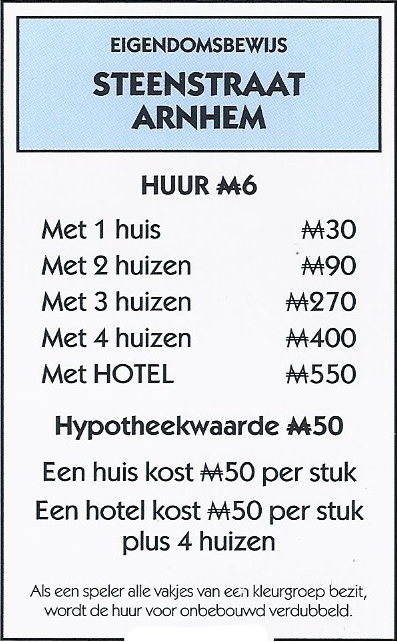 EIGENDOMSBEWIJS
STEENSTRAAT
ARNHEM
HUUR ₩6
Met 1 huis ₩30
Met 2 huizen ₩90
Met 3 huizen ₩270
Met 4 huizen ₩400
Met HOTEL ₩550
Hypotheekwaarde ₩50
Een huis kost ₩50 per stuk
Een hotel kost ₩50 per stuk
plus 4 huizen
Als een speler alle vakjes van een kleurgroep bezit,
wordt de huur voor onbebouwd verdubbeld.